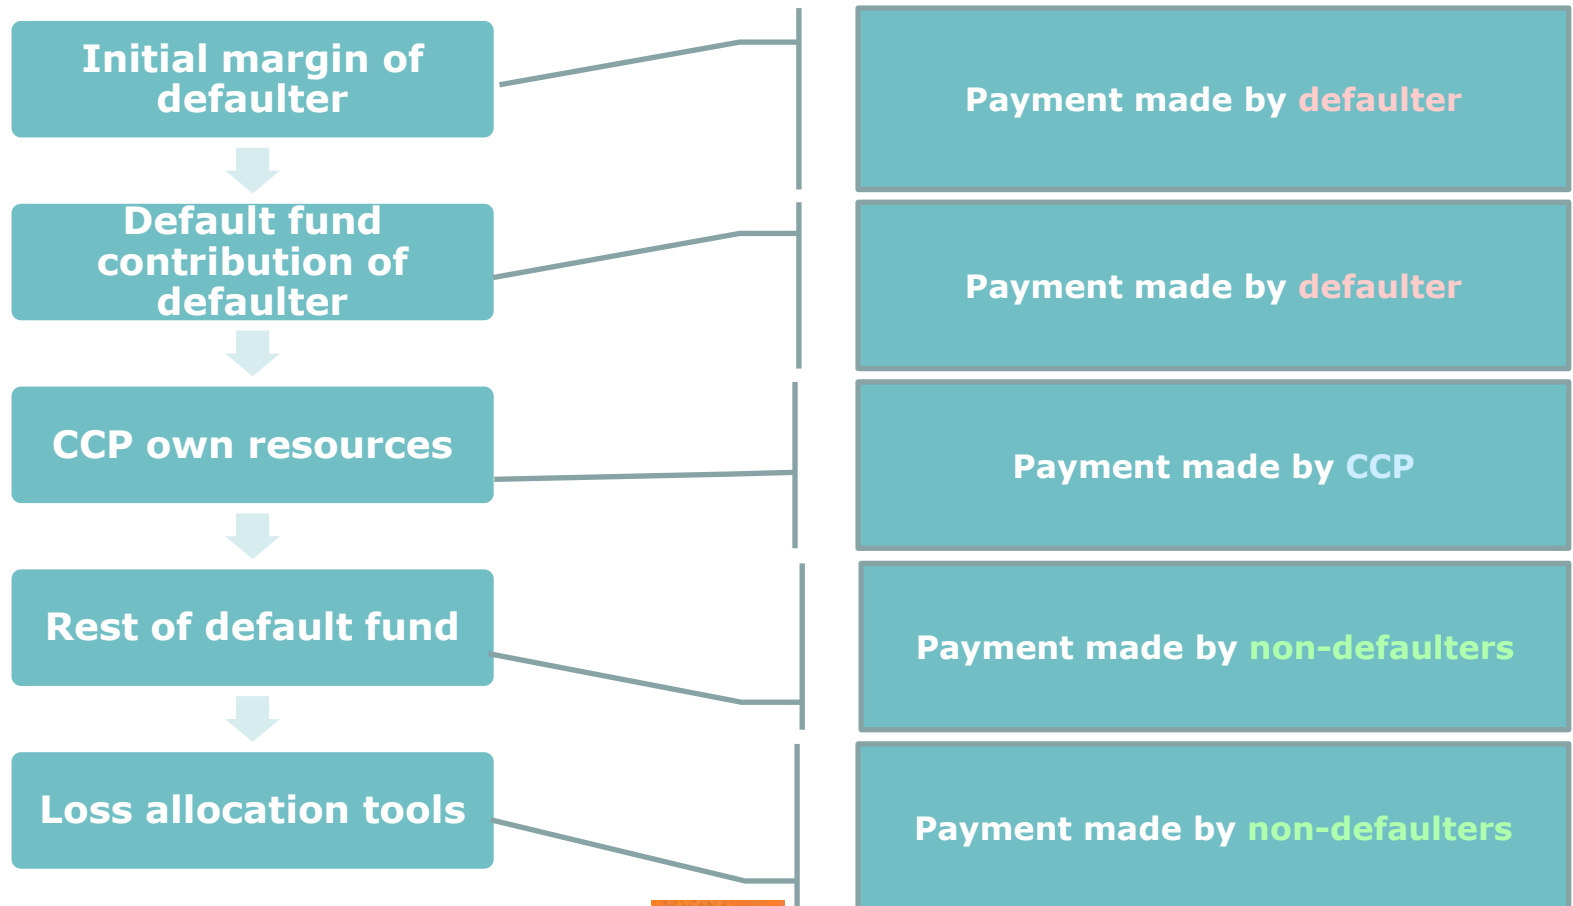 Initial margin of
defaulter
Payment made by defaulter
Default fund
contribution of
defaulter
Payment made by defaulter
CCP own resources
Payment made by CCP
Rest of default fund
Payment made by non-defaulters
Loss allocation tools
Payment made by non-defaulters